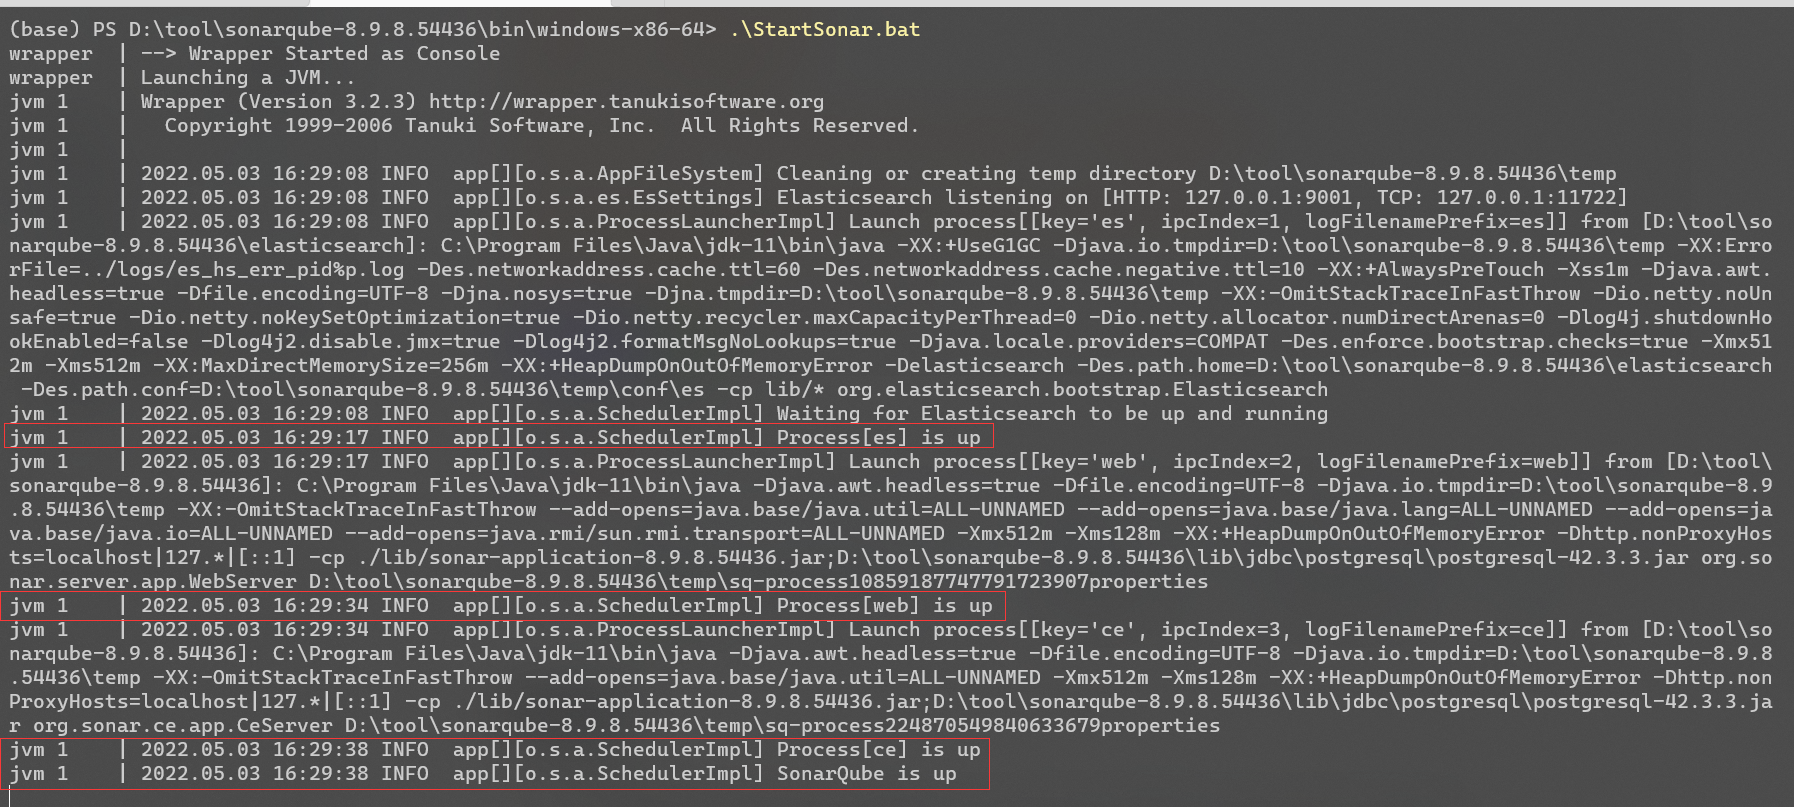 (base) PS D:\tool\sonarqube-8.9.8.54436\bin\windows-x86-64> .\StartSonar.bat
wrapper  | --> Wrapper Started as Console
wrapper  | Launching a JVM...
jvm 1    | Wrapper (Version 3.2.3) http://wrapper.tanukisoftware.org
jvm 1    |   Copyright 1999-2006 Tanuki Software, Inc.  All Rights Reserved.
jvm 1    |
jvm 1    | 2022.05.03 16:29:08 INFO  app[][o.s.a.AppFileSystem] Cleaning or creating temp directory D:\tool\sonarqube-8.9.8.54436\temp
jvm 1    | 2022.05.03 16:29:08 INFO  app[][o.s.a.es.EsSettings] Elasticsearch listening on [HTTP: 127.0.0.1:9001, TCP: 127.0.0.1:11722]
jvm 1    | 2022.05.03 16:29:08 INFO  app[][o.s.a.ProcessLauncherImpl] Launch process[[key='es', ipcIndex=1, logFilenamePrefix=es]] from [D:\tool\so
narqube-8.9.8.54436\elasticsearch]: C:\Program Files\Java\jdk-11\bin\java -XX:+UseG1GC -Djava.io.tmpdir=D:\tool\sonarqube-8.9.8.54436\temp -XX:Erro
rFile=../logs/es_hs_err_pid%p.log -Des.networkaddress.cache.ttl=60 -Des.networkaddress.cache.negative.ttl=10 -XX:+AlwaysPreTouch -Xss1m -Djava.awt.
headless=true -Dfile.encoding=UTF-8 -Djna.nosys=true -Djna.tmpdir=D:\tool\sonarqube-8.9.8.54436\temp -XX:-OmitStackTraceInFastThrow -Dio.netty.noUn
safe=true -Dio.netty.noKeySetOptimization=true -Dio.netty.recycler.maxCapacityPerThread=0 -Dio.netty.allocator.numDirectArenas=0 -Dlog4j.shutdownHo
okEnabled=false -Dlog4j2.disable.jmx=true -Dlog4j2.formatMsgNoLookups=true -Djava.locale.providers=COMPAT -Des.enforce.bootstrap.checks=true -Xmx51
2m -Xms512m -XX:MaxDirectMemorySize=256m -XX:+HeapDumpOnOutOfMemoryError -Delasticsearch -Des.path.home=D:\tool\sonarqube-8.9.8.54436\elasticsearch
 -Des.path.conf=D:\tool\sonarqube-8.9.8.54436\temp\conf\es -cp lib/* org.elasticsearch.bootstrap.Elasticsearch
jvm 1    | 2022.05.03 16:29:08 INFO  app[][o.s.a.SchedulerImpl] Waiting for Elasticsearch to be up and running
jvm 1    | 2022.05.03 16:29:17 INFO  app[][o.s.a.SchedulerImpl] Process[es] is up
jvm 1    | 2022.05.03 16:29:17 INFO  app[][o.s.a.ProcessLauncherImpl] Launch process[[key='web', ipcIndex=2, logFilenamePrefix=web]] from [D:\tool\
sonarqube-8.9.8.54436]: C:\Program Files\Java\jdk-11\bin\java -Djava.awt.headless=true -Dfile.encoding=UTF-8 -Djava.io.tmpdir=D:\tool\sonarqube-8.9
.8.54436\temp -XX:-OmitStackTraceInFastThrow --add-opens=java.base/java.util=ALL-UNNAMED --add-opens=java.base/java.lang=ALL-UNNAMED --add-opens=ja
va.base/java.io=ALL-UNNAMED --add-opens=java.rmi/sun.rmi.transport=ALL-UNNAMED -Xmx512m -Xms128m -XX:+HeapDumpOnOutOfMemoryError -Dhttp.nonProxyHos
ts=localhost|127.*|[::1] -cp ./lib/sonar-application-8.9.8.54436.jar;D:\tool\sonarqube-8.9.8.54436\lib\jdbc\postgresql\postgresql-42.3.3.jar org.so
nar.server.app.WebServer D:\tool\sonarqube-8.9.8.54436\temp\sq-process10859187747791723907properties
jvm 1    | 2022.05.03 16:29:34 INFO  app[][o.s.a.SchedulerImpl] Process[web] is up
jvm 1    | 2022.05.03 16:29:34 INFO  app[][o.s.a.ProcessLauncherImpl] Launch process[[key='ce', ipcIndex=3, logFilenamePrefix=ce]] from [D:\tool\so
narqube-8.9.8.54436]: C:\Program Files\Java\jdk-11\bin\java -Djava.awt.headless=true -Dfile.encoding=UTF-8 -Djava.io.tmpdir=D:\tool\sonarqube-8.9.8
.54436\temp -XX:-OmitStackTraceInFastThrow --add-opens=java.base/java.util=ALL-UNNAMED -Xmx512m -Xms128m -XX:+HeapDumpOnOutOfMemoryError -Dhttp.non
ProxyHosts=localhost|127.*|[::1] -cp ./lib/sonar-application-8.9.8.54436.jar;D:\tool\sonarqube-8.9.8.54436\lib\jdbc\postgresql\postgresql-42.3.3.ja
r org.sonar.ce.app.CeServer D:\tool\sonarqube-8.9.8.54436\temp\sq-process224870549840633679properties
jvm 1    | 2022.05.03 16:29:38 INFO  app[][o.s.a.SchedulerImpl] Process[ce] is up
jvm 1    | 2022.05.03 16:29:38 INFO  app[][o.s.a.SchedulerImpl] SonarQube is up